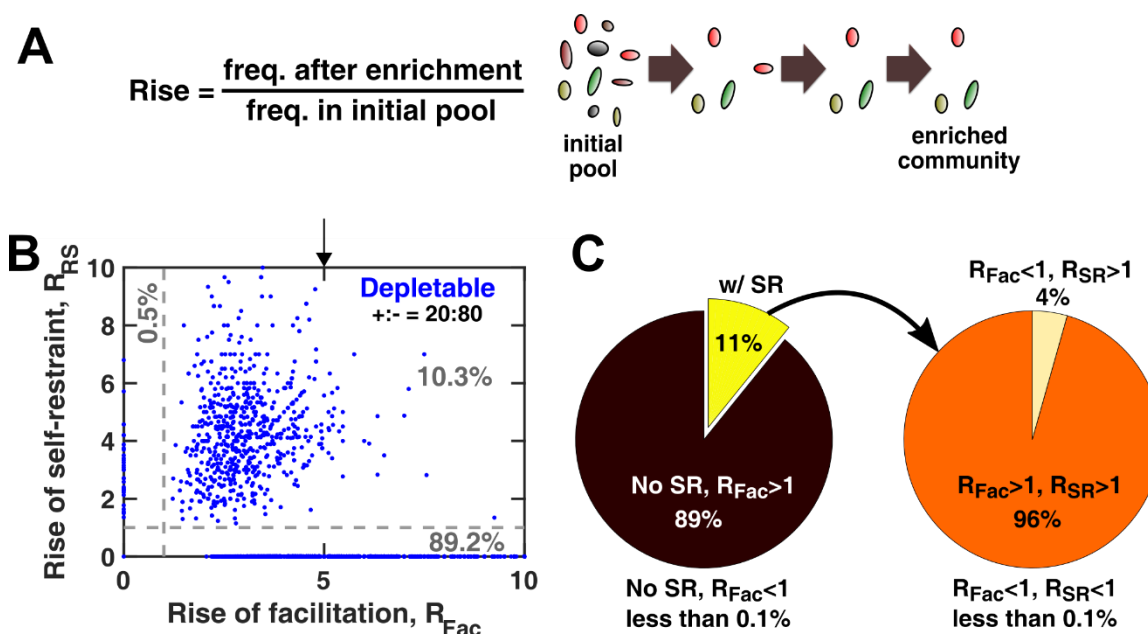 A
Rise = freq. after enrichment
freq. in initial pool
initial
pool
enriched
community
B
Rise of self-restraint, R_RS
10
8
6
4
2
0
0.5%
Depletable
+:- = 20:80
10.3%
89.2%
0
5
10
Rise of facilitation, R_Fac
C
w/ SR
11%
No SR, R_Fac>1
89%
No SR, R_Fac<1
less than 0.1%
R_Fac<1, R_SR>1
4%
R_Fac>1, R_SR>1
96%
R_Fac<1, R_SR<1
less than 0.1%